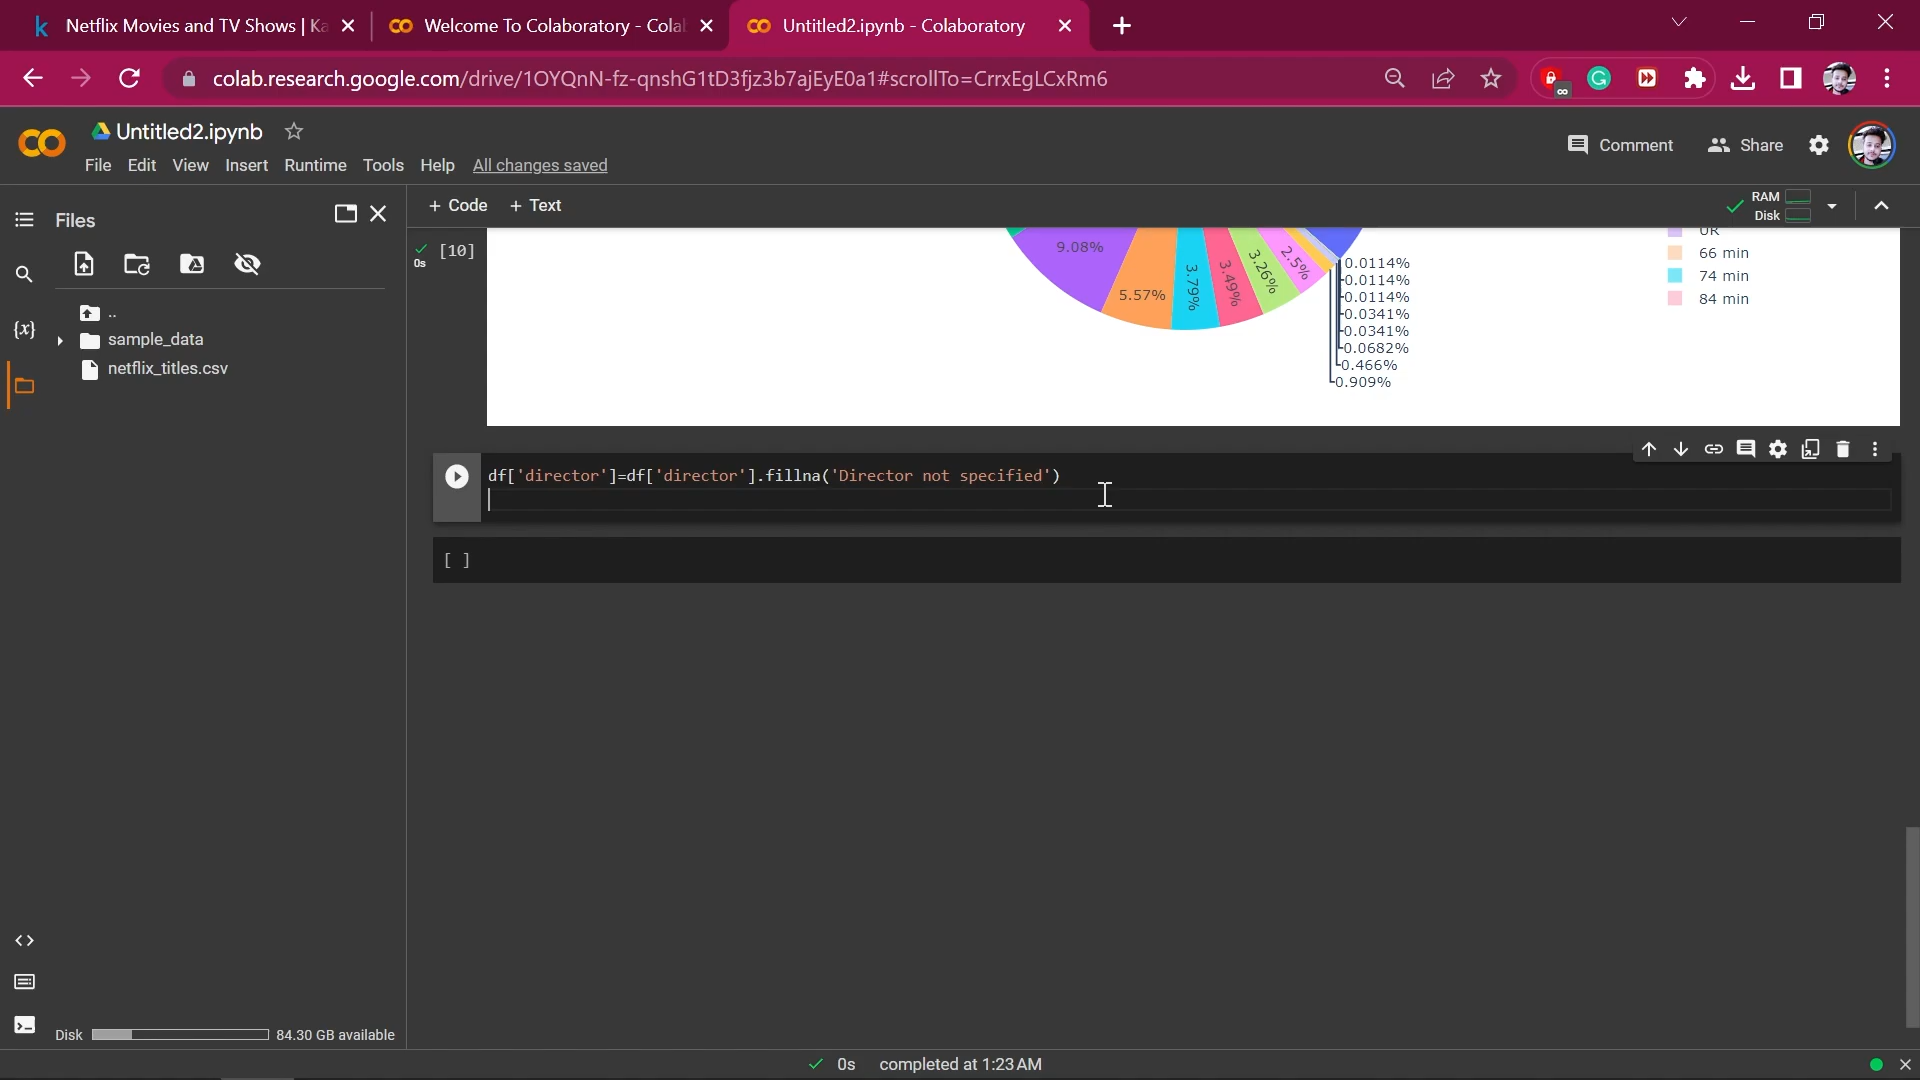 Netflix Movies and TV Shows | Ka
Welcome To Colaboratory - Colab
Untitled2.ipynb - Colaboratory
colab.research.google.com/drive/1OYQnN-fz-qnshG1tD3fjz3b7ajEyE0a1#scrollTo=CrrxEgLCxRm6
Untitled2.ipynb
Comment
Share
File Edit View Insert Runtime Tools Help All changes saved
Files
+ Code + Text
RAM
Disk
[10]
0s
9.08%
5.57%
3.79%
3.49%
3.26%
2.5%
0.0114%
0.0114%
0.0114%
0.0341%
0.0341%
0.0682%
0.466%
0.909%
UR
66 min
74 min
84 min
..
sample_data
netflix_titles.csv
df['director']=df['director'].fillna('Director not specified')
[ ]
Disk 84.30 GB available
0s completed at 1:23 AM